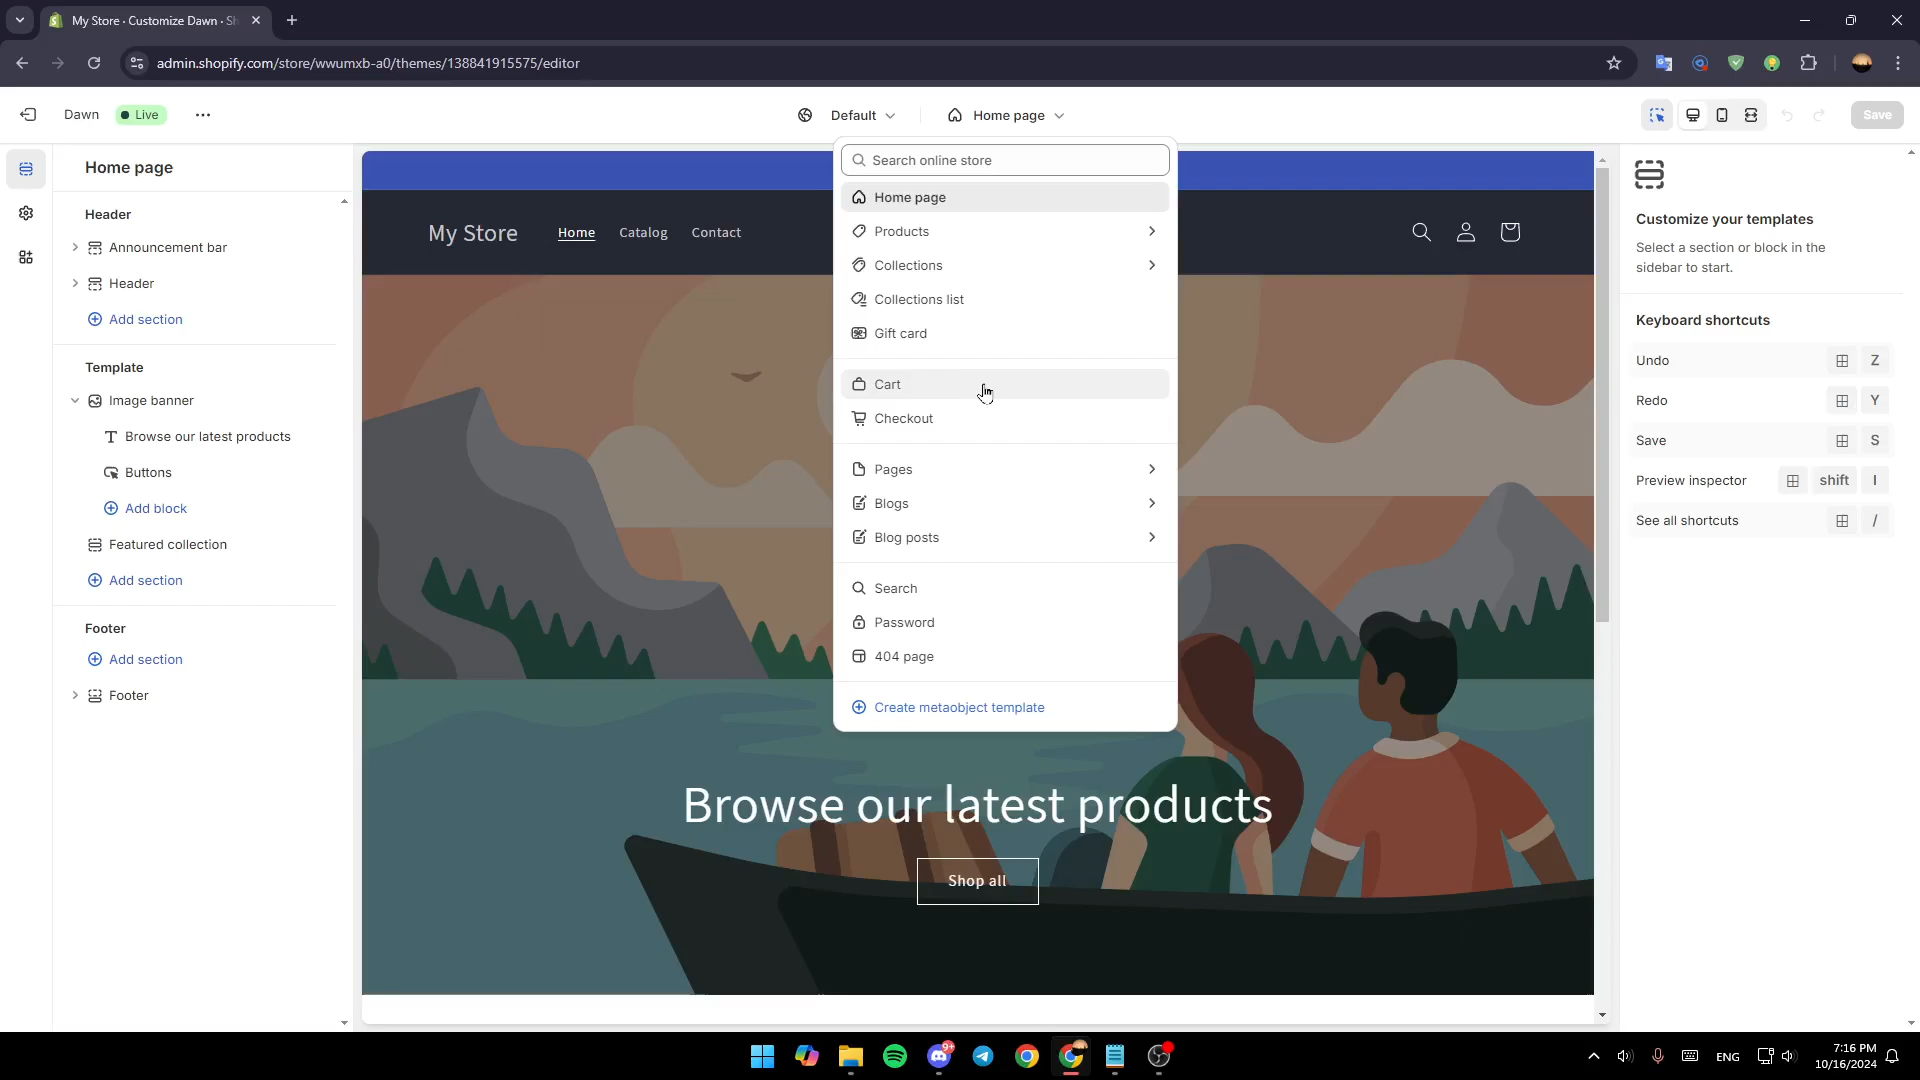 My Store · Customize Dawn · Sh
admin.shopify.com/store/wwumxb-a0/themes/138841915575/editor
Dawn
Live
Default
Home page
Save
Home page
Header
Announcement bar
Header
Add section
Template
Image banner
Browse our latest products
Buttons
Add block
Featured collection
Add section
Footer
Add section
Footer
My Store
Home
Catalog
Contact
Search online store
Home page
Products
Collections
Collections list
Gift card
Cart
Checkout
Pages
Blogs
Blog posts
Search
Password
404 page
Create metaobject template
Browse our latest products
Shop all
Customize your templates
Select a section or block in the
sidebar to start.
Keyboard shortcuts
Undo Z
Redo Y
Save S
Preview inspector shift I
See all shortcuts /
9+
ENG
7:16 PM
10/16/2024